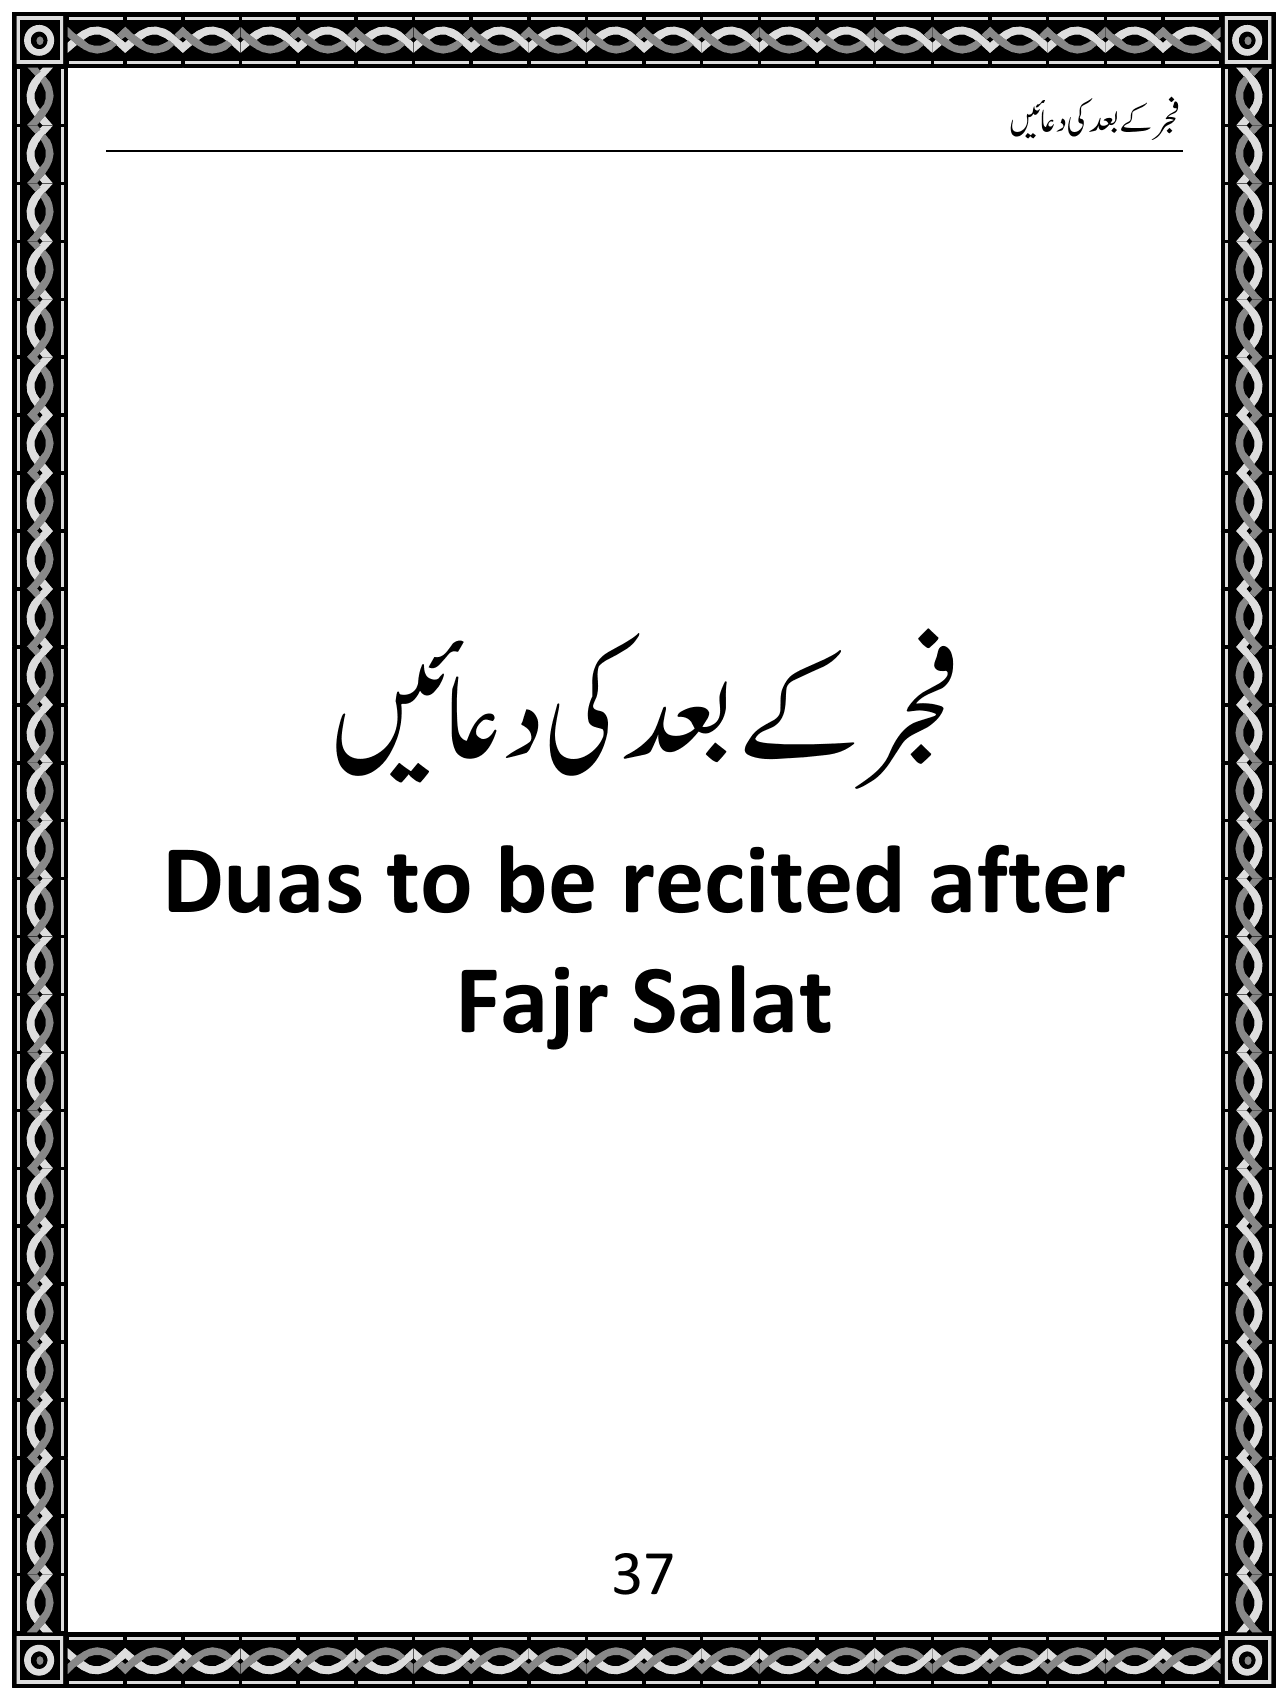 فجر کے بعد کی دعائیں
فجر کے بعد کی دعائیں
Duas to be recited after
Fajr Salat
37